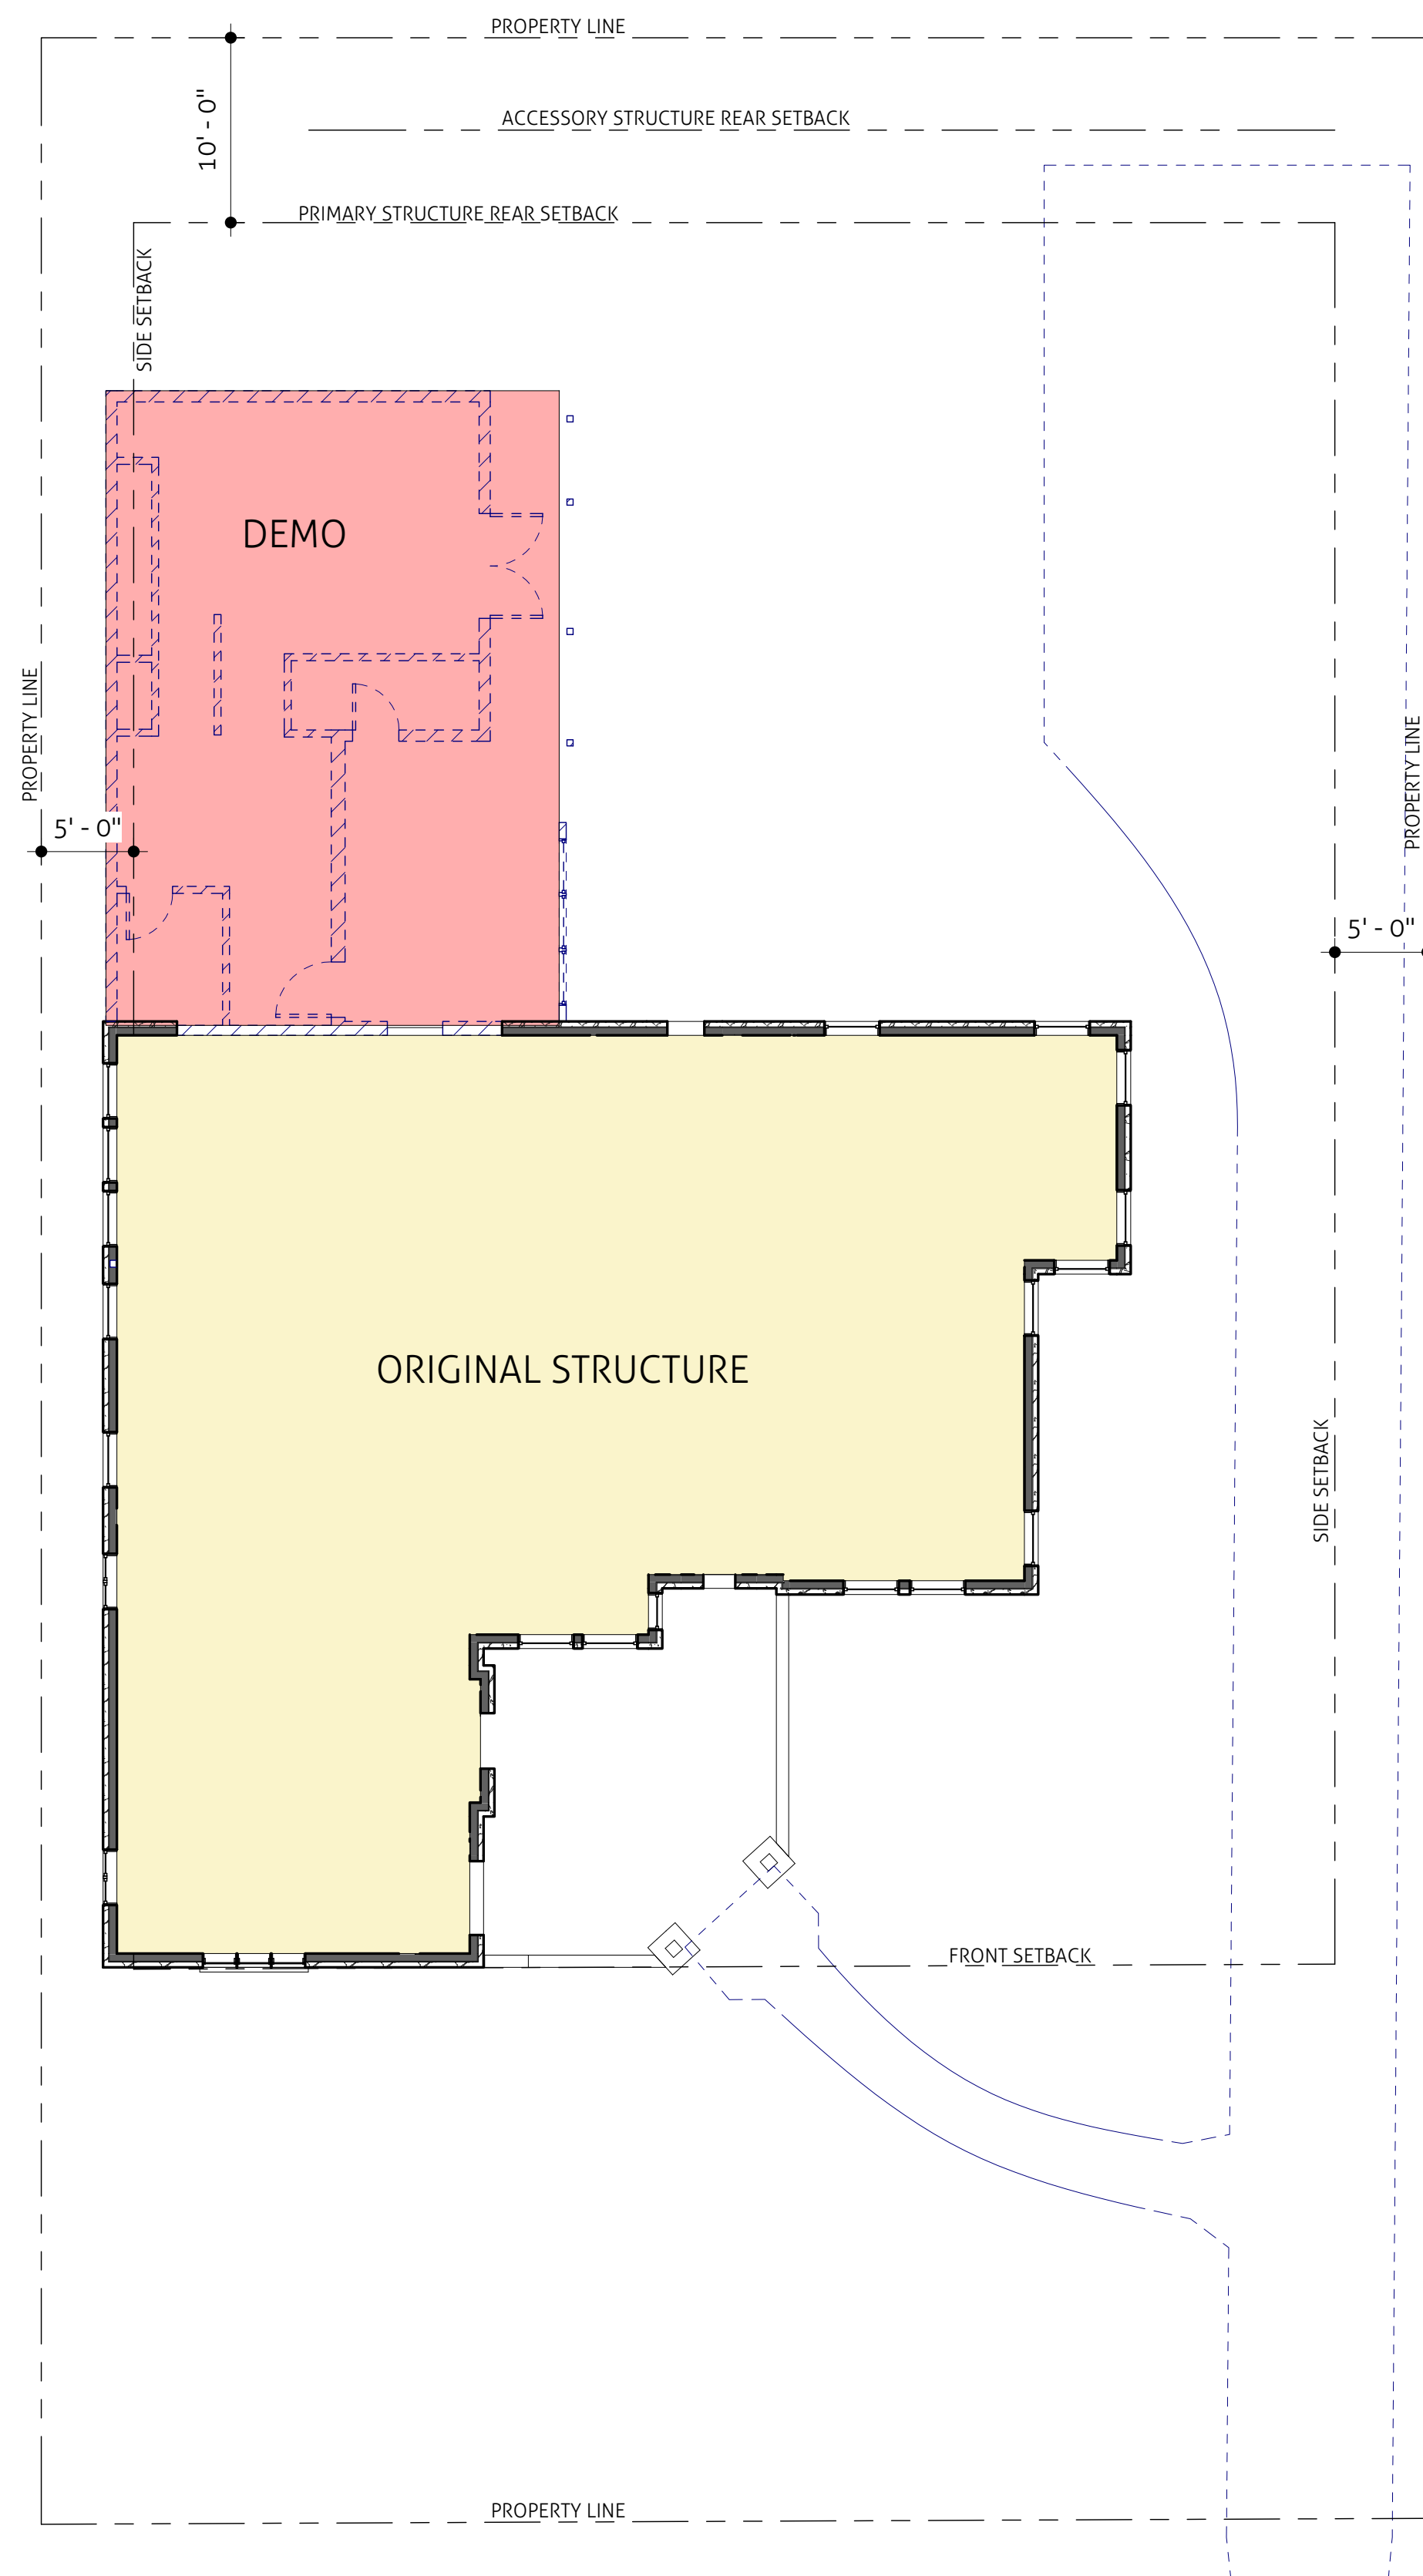 PROPERTY LINE
10' - 0"
ACCESSORY STRUCTURE REAR SETBACK
PRIMARY STRUCTURE REAR SETBACK
SIDE SETBACK
DEMO
PROPERTY LINE
PROPERTY LINE
5' - 0"
5' - 0"
ORIGINAL STRUCTURE
SIDE SETBACK
FRONT SETBACK
PROPERTY LINE